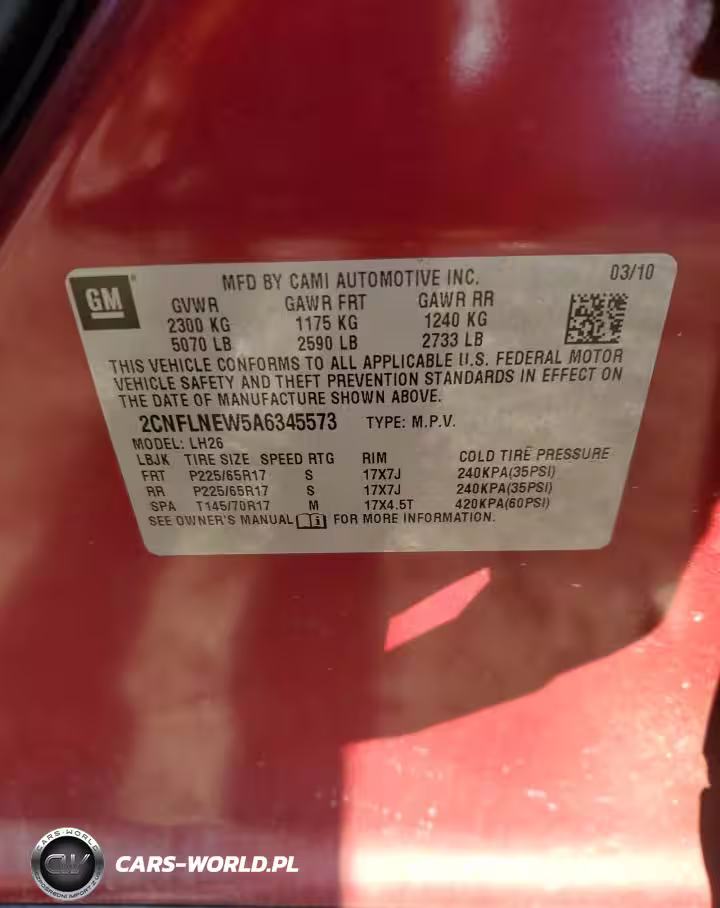 GM
MFD BY CAMI AUTOMOTIVE INC. 03/10
GVWR GAWR FRT GAWR RR
2300 KG 1175 KG 1240 KG
5070 LB 2590 LB 2733 LB
THIS VEHICLE CONFORMS TO ALL APPLICABLE U.S. FEDERAL MOTOR
VEHICLE SAFETY AND THEFT PREVENTION STANDARDS IN EFFECT ON
THE DATE OF MANUFACTURE SHOWN ABOVE.
2CNFLNEW5A6345573 TYPE: M.P.V.
MODEL: LH26
LBJK TIRE SIZE SPEED RTG RIM COLD TIRE PRESSURE
FRT P225/65R17 S 17X7J 240KPA(35PSI)
RR P225/65R17 S 17X7J 240KPA(35PSI)
SPA T145/70R17 M 17X4.5T 420KPA(60PSI)
SEE OWNER'S MANUAL FOR MORE INFORMATION.
CARS-WORLD
CW
CARS-WORLD.PL